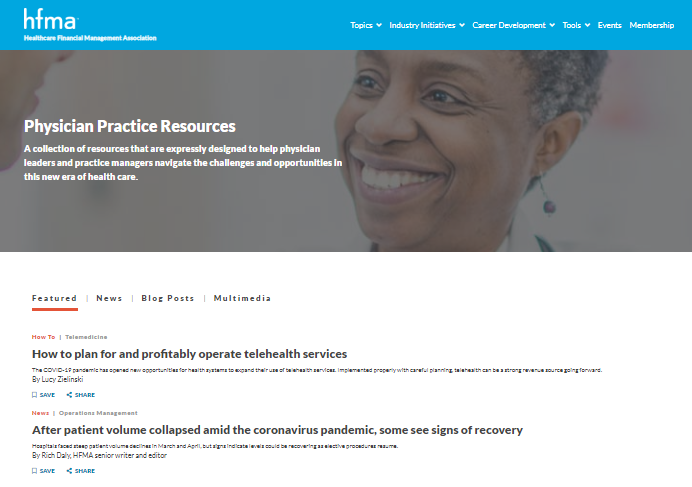 hfma
Healthcare Financial Management Association
Topics Industry Initiatives Career Development Tools Events Membership
Physician Practice Resources
A collection of resources that are expressly designed to help physician
leaders and practice managers navigate the challenges and opportunities in
this new era of health care.
Featured | News | Blog Posts | Multimedia
How To | Telemedicine
How to plan for and profitably operate telehealth services
The COVID-19 pandemic has opened new opportunities for health systems to expand their use of telehealth services. Implemented properly with careful planning, telehealth can be a strong revenue source going forward.
By Lucy Zielinski
SAVE SHARE
News | Operations Management
After patient volume collapsed amid the coronavirus pandemic, some see signs of recovery
Hospitals faced steep patient volume declines in March and April, but signs indicate levels could be recovering as elective procedures resume.
By Rich Daly, HFMA senior writer and editor
SAVE SHARE